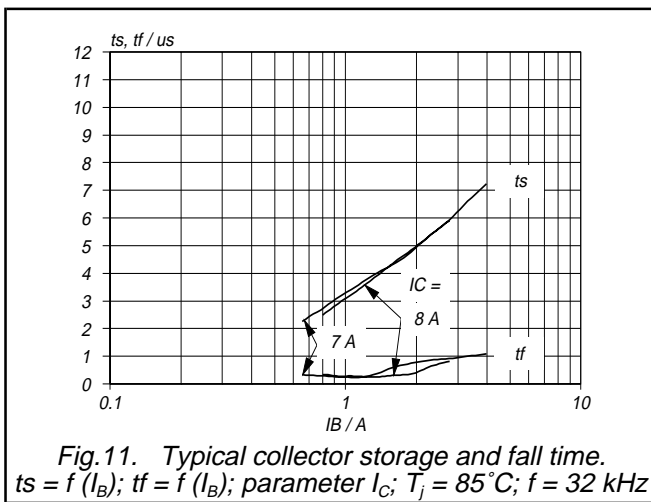 ts, tf / us
12
11
10
9
8
7
6
5
4
3
2
1
0
ts
IC =
8 A
7 A
tf
0.1 1 10
IB / A
Fig.11. Typical collector storage and fall time.
ts = f (IB); tf = f (IB); parameter IC; Tj = 85˚C; f = 32 kHz